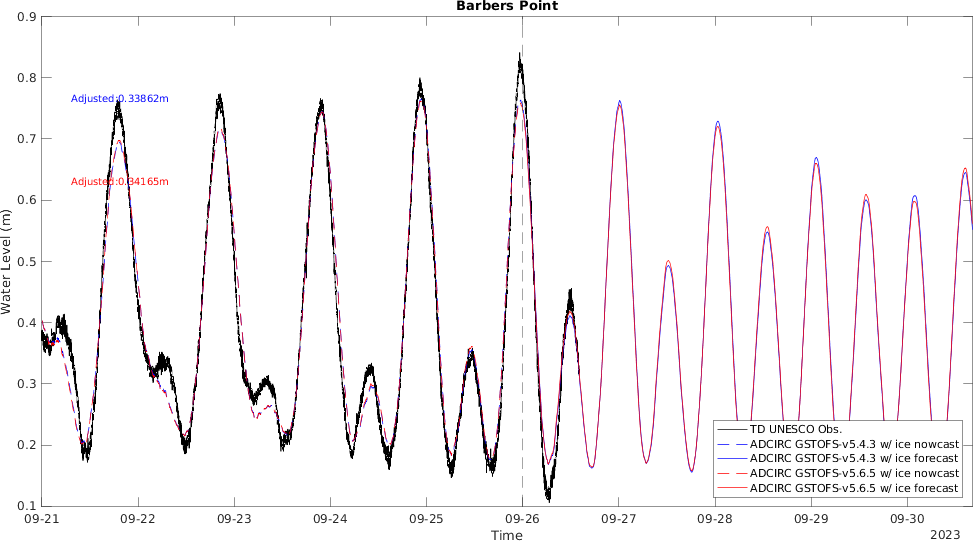 Barbers Point
0.9
0.8
0.7
0.6
0.5
0.4
0.3
0.2
0.1
Water Level (m)
Adjusted:0.33862m
Adjusted:0.34165m
TD UNESCO Obs.
ADCIRC GSTOFS-v5.4.3 w/ ice nowcast
ADCIRC GSTOFS-v5.4.3 w/ ice forecast
ADCIRC GSTOFS-v5.6.5 w/ ice nowcast
ADCIRC GSTOFS-v5.6.5 w/ ice forecast
09-21 09-22 09-23 09-24 09-25 09-26 09-27 09-28 09-29 09-30
Time
2023